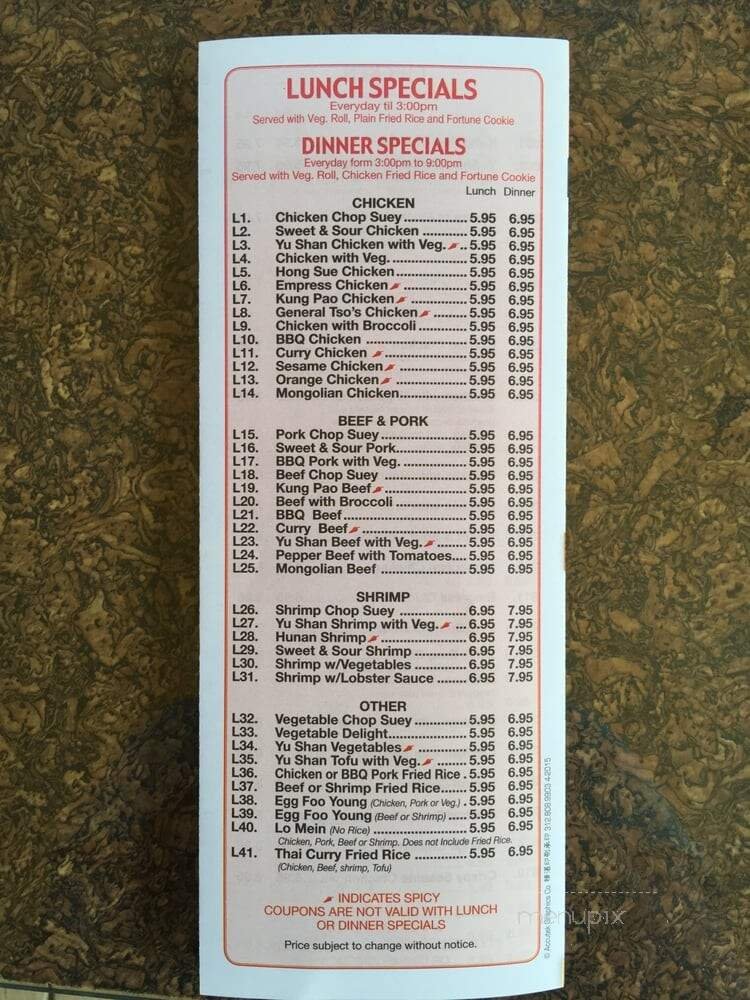 LUNCH SPECIALS
Everyday til 3:00pm
Served with Veg. Roll, Plain Fried Rice and Fortune Cookie
DINNER SPECIALS
Everyday form 3:00pm to 9:00pm
Served with Veg. Roll, Chicken Fried Rice and Fortune Cookie
Lunch Dinner
CHICKEN
L1. Chicken Chop Suey ................ 5.95 6.95
L2. Sweet & Sour Chicken ........... 5.95 6.95
L3. Yu Shan Chicken with Veg. .. 5.95 6.95
L4. Chicken with Veg. .................. 5.95 6.95
L5. Hong Sue Chicken ................. 5.95 6.95
L6. Empress Chicken ............... 5.95 6.95
L7. Kung Pao Chicken ............. 5.95 6.95
L8. General Tso's Chicken ........ 5.95 6.95
L9. Chicken with Broccoli ............ 5.95 6.95
L10. BBQ Chicken ......................... 5.95 6.95
L11. Curry Chicken .................... 5.95 6.95
L12. Sesame Chicken ................ 5.95 6.95
L13. Orange Chicken ................. 5.95 6.95
L14. Mongolian Chicken ................ 5.95 6.95
BEEF & PORK
L15. Pork Chop Suey ..................... 5.95 6.95
L16. Sweet & Sour Pork ................. 5.95 6.95
L17. BBQ Pork with Veg. ................ 5.95 6.95
L18. Beef Chop Suey ..................... 5.95 6.95
L19. Kung Pao Beef .................... 5.95 6.95
L20. Beef with Broccoli .................. 5.95 6.95
L21. BBQ Beef ............................... 5.95 6.95
L22. Curry Beef .......................... 5.95 6.95
L23. Yu Shan Beef with Veg. ....... 5.95 6.95
L24. Pepper Beef with Tomatoes.... 5.95 6.95
L25. Mongolian Beef ..................... 5.95 6.95
SHRIMP
L26. Shrimp Chop Suey ................. 6.95 7.95
L27. Yu Shan Shrimp with Veg. ... 6.95 7.95
L28. Hunan Shrimp ...................... 6.95 7.95
L29. Sweet & Sour Shrimp ............. 6.95 7.95
L30. Shrimp w/Vegetables ............. 6.95 7.95
L31. Shrimp w/Lobster Sauce ........ 6.95 7.95
OTHER
L32. Vegetable Chop Suey ............. 5.95 6.95
L33. Vegetable Delight .................... 5.95 6.95
L34. Yu Shan Vegetables ............ 5.95 6.95
L35. Yu Shan Tofu with Veg. ........ 5.95 6.95
L36. Chicken or BBQ Pork Fried Rice . 5.95 6.95
L37. Beef or Shrimp Fried Rice....... 5.95 6.95
L38. Egg Foo Young (Chicken, Pork or Veg.) . 5.95 6.95
L39. Egg Foo Young (Beef or Shrimp) ..... 5.95 6.95
L40. Lo Mein (No Rice) ........................ 5.95 6.95
Chicken, Pork, Beef or Shrimp. Does not Include Fried Rice.
L41. Thai Curry Fried Rice ............. 5.95 6.95
(Chicken, Beef, shrimp, Tofu)
INDICATES SPICY
COUPONS ARE NOT VALID WITH LUNCH
OR DINNER SPECIALS
Price subject to change without notice.
© Accutek Graphics Co. 312.808.9903 4-2015
menupix